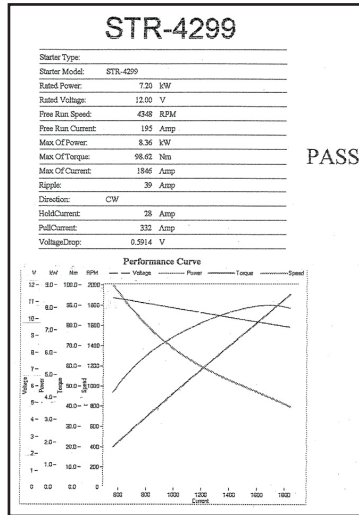 STR-4299
Starter Type:
Starter Model: STR-4299
Rated Power: 7.20 kW
Rated Voltage: 12.00 V
Free Run Speed: 4348 RPM
Free Run Current: 195 Amp
Max Of Power: 8.36 kW
Max Of Torque: 98.62 Nm
Max Of Current: 1846 Amp
Ripple: 39 Amp
Direction: CW
HoldCurrent: 28 Amp
PullCurrent: 332 Amp
VoltageDrop: 0.5914 V
PASS
Performance Curve
V kW Nm RPM Voltage Power Torque Speed
12 9.0 100.0 2000
11 8.0 90.0 1800
10 80.0 1600
9 7.0 70.0 1400
8 6.0
7 60.0 1200
6 5.0 50.0 1000
5 4.0 40.0 800
4 3.0 30.0 600
3 2.0
2 1.0 20.0 400
1 10.0 200
0 0.0 0.0 0
Voltage Power Torque Speed
600 800 1000 1200 1400 1600 1800
Current